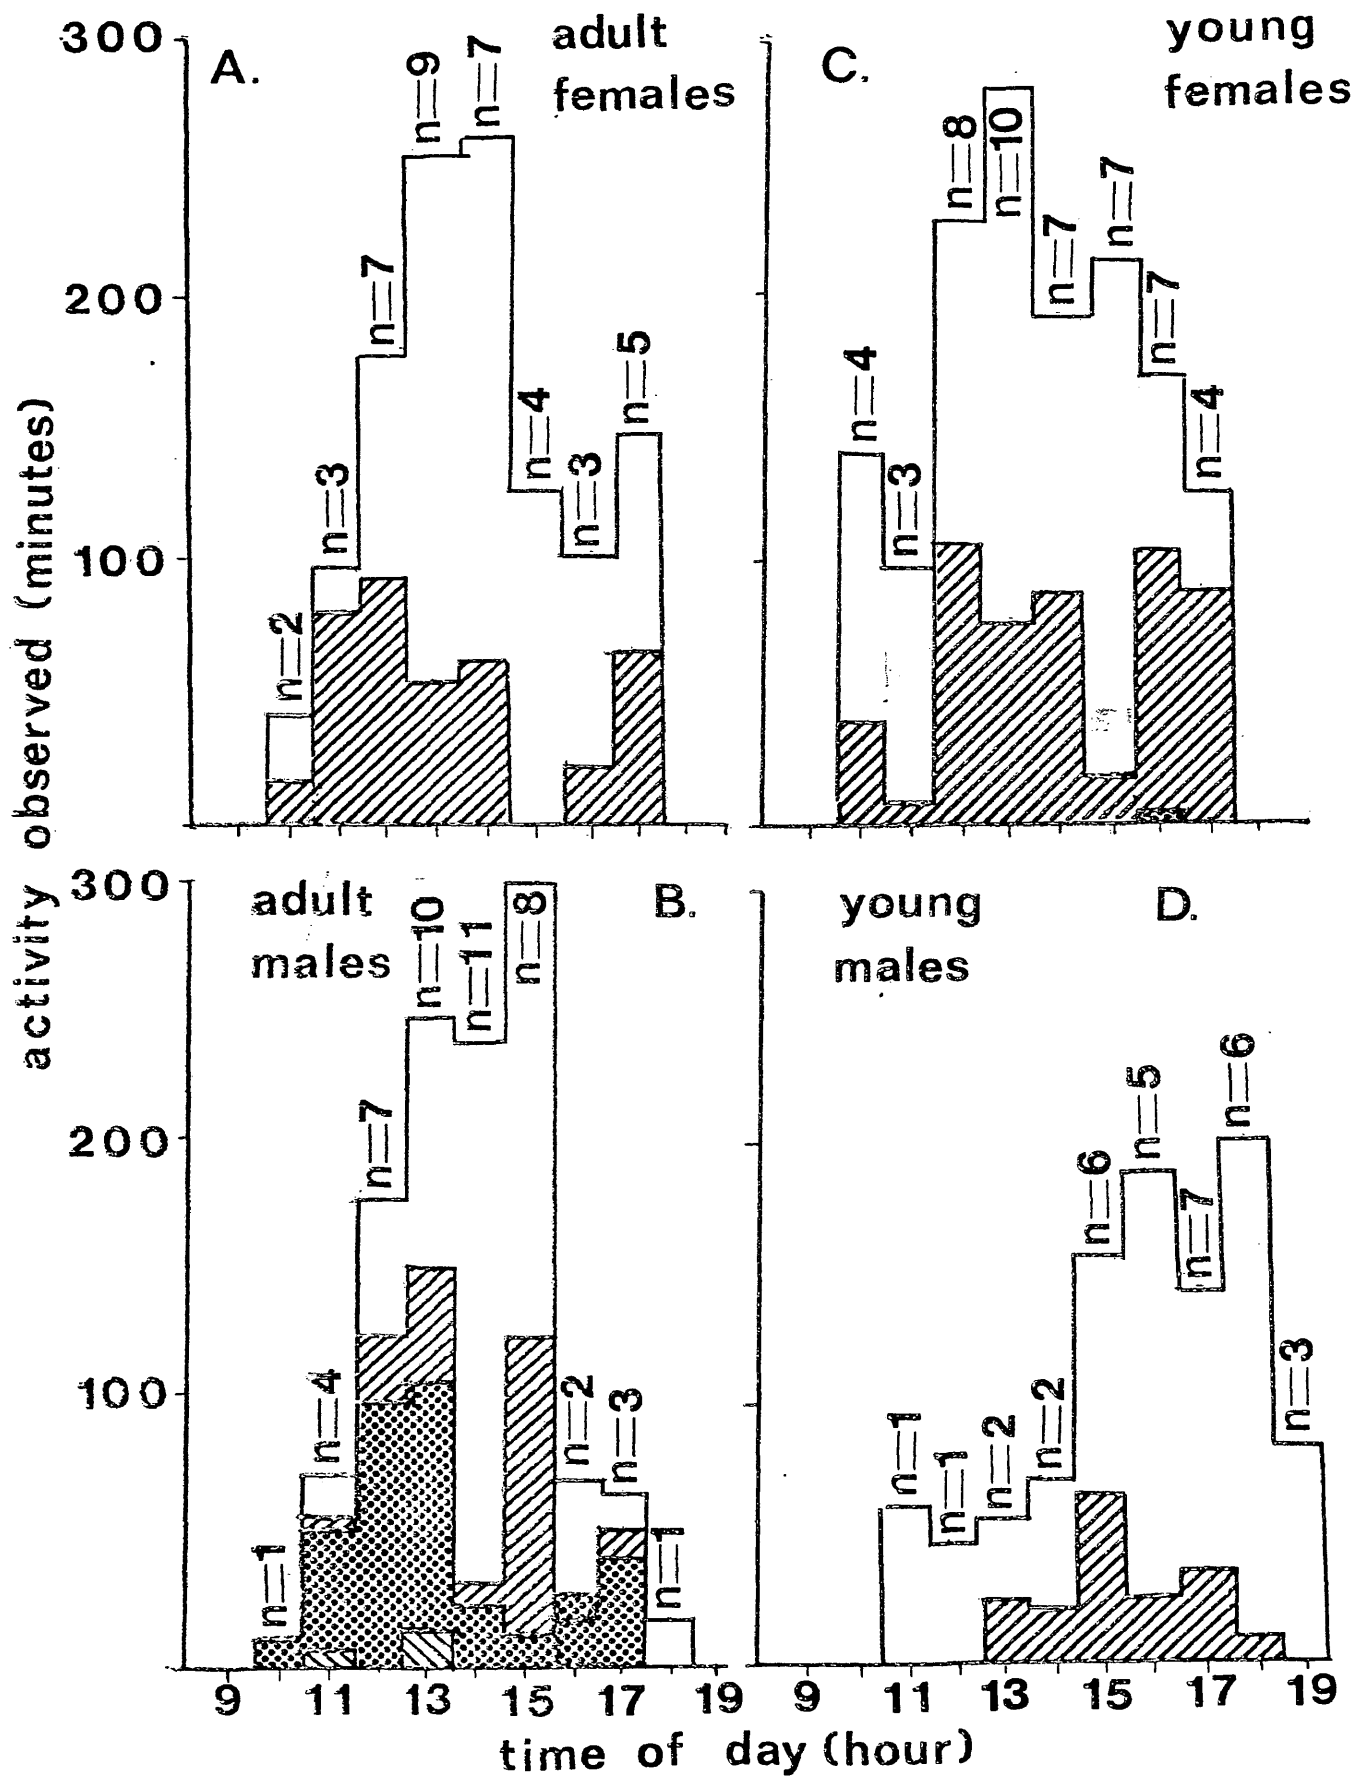 300
A.
adult
females
C.
young
females
n=9
n=7
n=8
n=10
n=7
n=7
n=7
n=7
200
n=4
n=5
n=4
n=4
n=3
n=3
n=3
100
n=2
activity observed (minutes)
300
adult
males
B.
young
males
D.
n=10
n=11
n=8
n=7
200
n=6
n=5
n=6
n=7
100
n=4
n=2
n=3
n=1
n=1
n=1
n=1
n=2
n=2
n=3
9 11 13 15 17 19
9 11 13 15 17 19
time of day (hour)